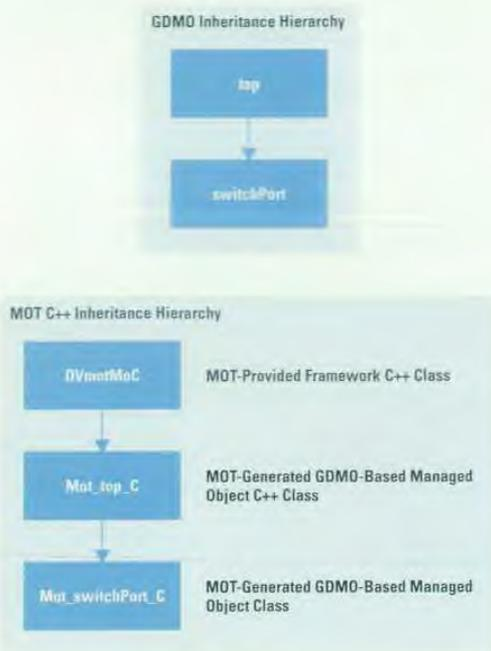 GDMO Inheritance Hierarchy
top
switchPort
MOT C++ Inheritance Hierarchy
OVmotMoC
MOT-Provided Framework C++ Class
Mot_top_C
MOT-Generated GDMO-Based Managed
Object C++ Class
Mot_switchPort_C
MOT-Generated GDMO-Based Managed
Object Class